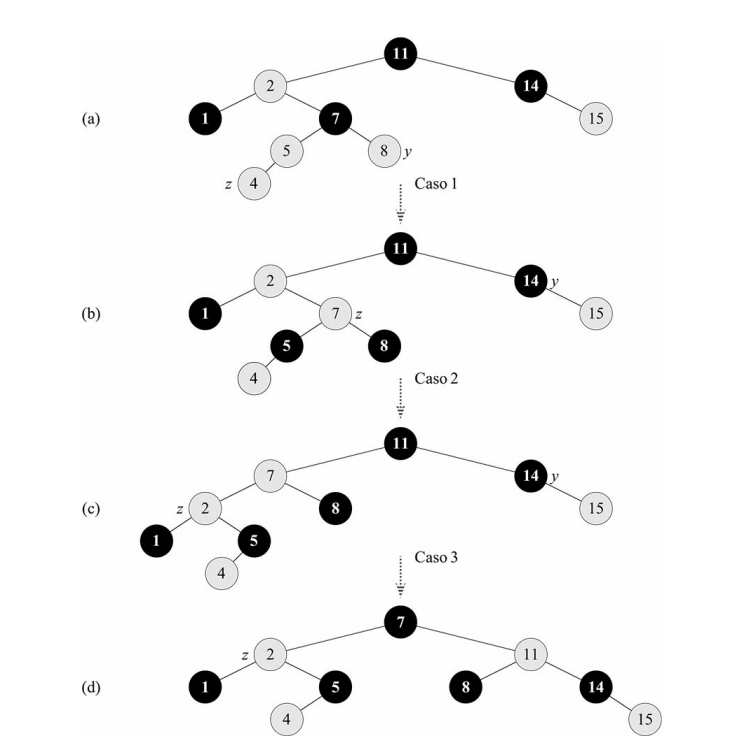 11
2 14
(a) 1 7 15
5 8 y
z 4 Caso 1
11
2 14 y
(b) 1 7 z 15
5 8
4 Caso 2
11
7 14 y
(c) z 2 8 15
1 5
4 Caso 3
7
z 2 11
(d) 1 5 8 14
4 15